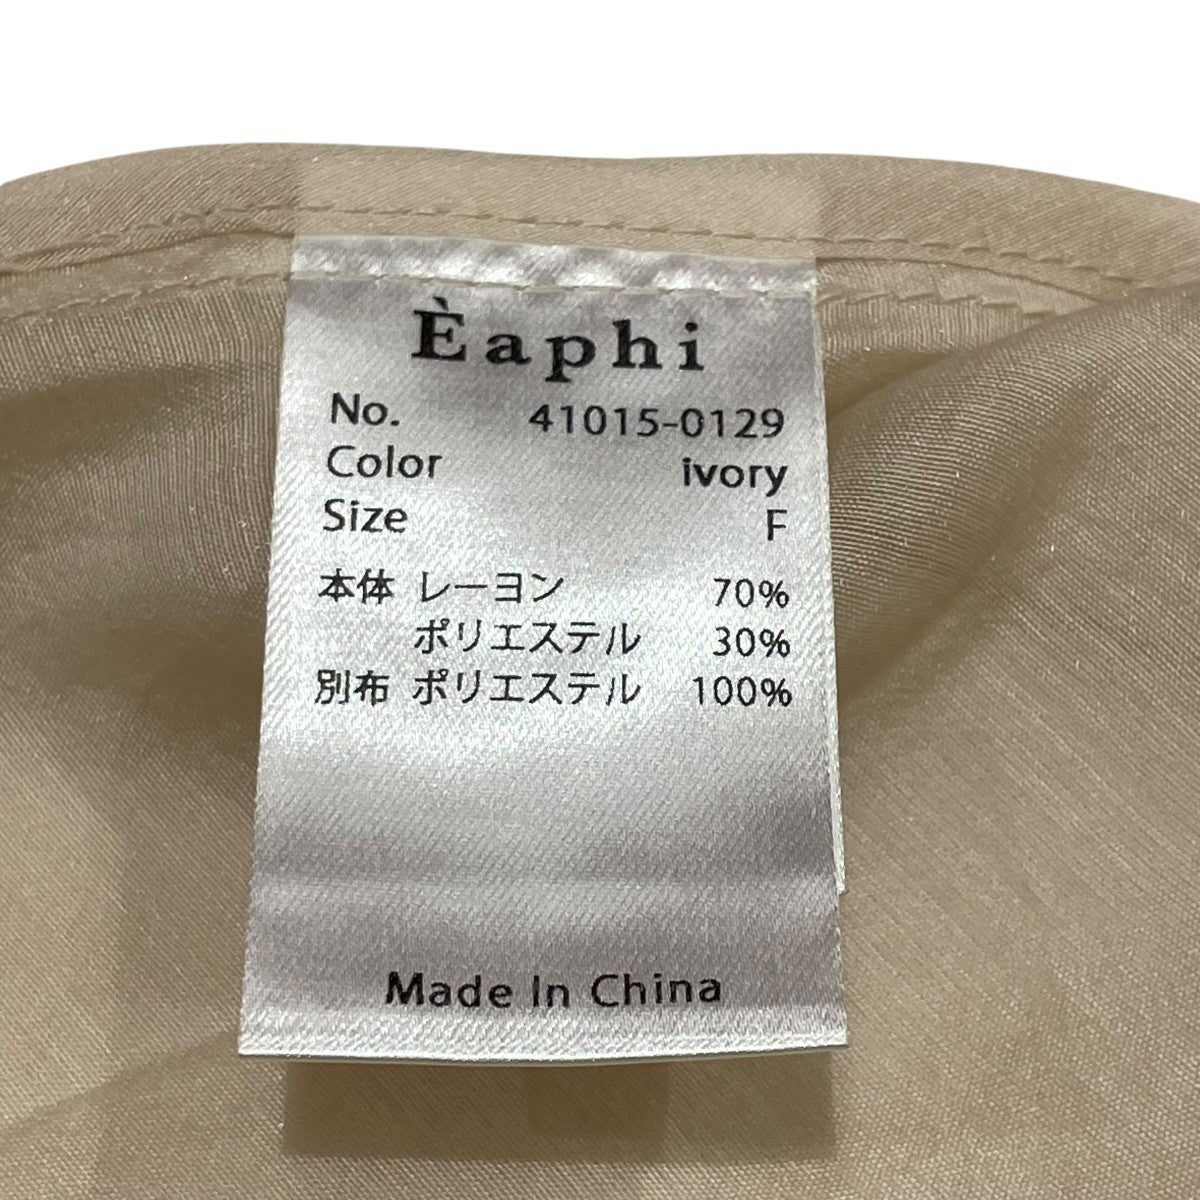 Èaphi
No. 41015-0129
Color ivory
Size F
本体 レーヨン 70%
ポリエステル 30%
別布 ポリエステル 100%
Made In China